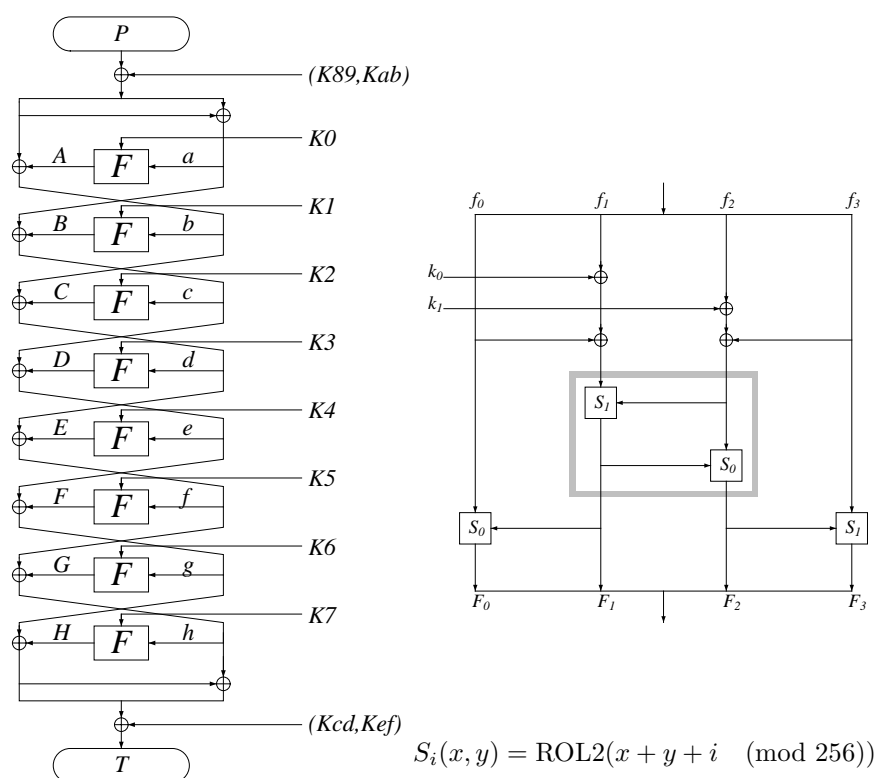 P
(K89,Kab)
K0
A F a
K1
B F b
K2
C F c
K3
D F d
K4
E F e
K5
F F f
K6
G F g
K7
H F h
(Kcd,Kef)
T
f₀ f₁ f₂ f₃
k₀
k₁
S₁
S₀
S₀ S₁
F₀ F₁ F₂ F₃
Sᵢ(x, y) = ROL2(x + y + i (mod 256))